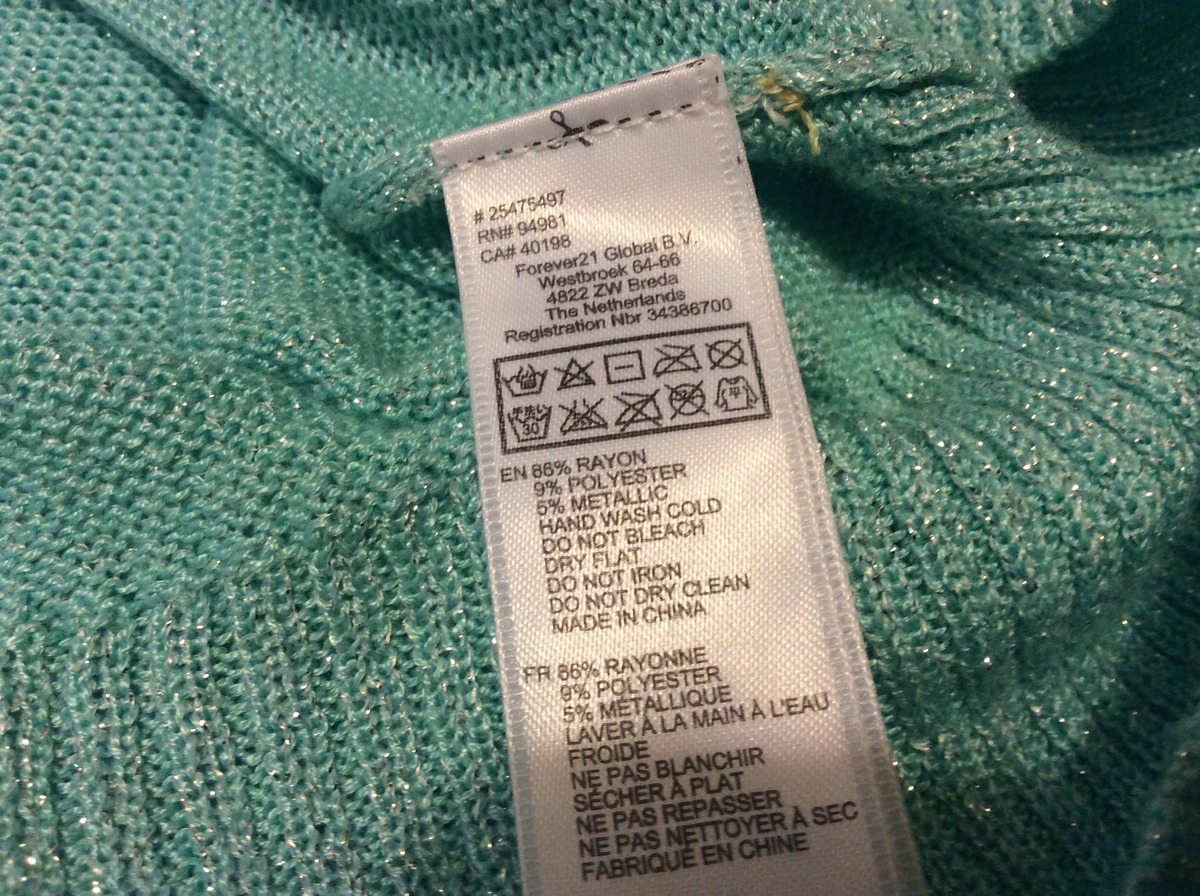 # 25475497
RN# 94981
CA# 40198
Forever21 Global B.V.
Westbroek 64-66
4822 ZW Breda
The Netherlands
Registration Nbr 34386700
30
EN 86% RAYON
9% POLYESTER
5% METALLIC
HAND WASH COLD
DO NOT BLEACH
DRY FLAT
DO NOT IRON
DO NOT DRY CLEAN
MADE IN CHINA
FR 86% RAYONNE
9% POLYESTER
5% MÉTALLIQUE
LAVER À LA MAIN À L'EAU
FROIDE
NE PAS BLANCHIR
SÉCHER À PLAT
NE PAS REPASSER
NE PAS NETTOYER À SEC
FABRIQUÉ EN CHINE